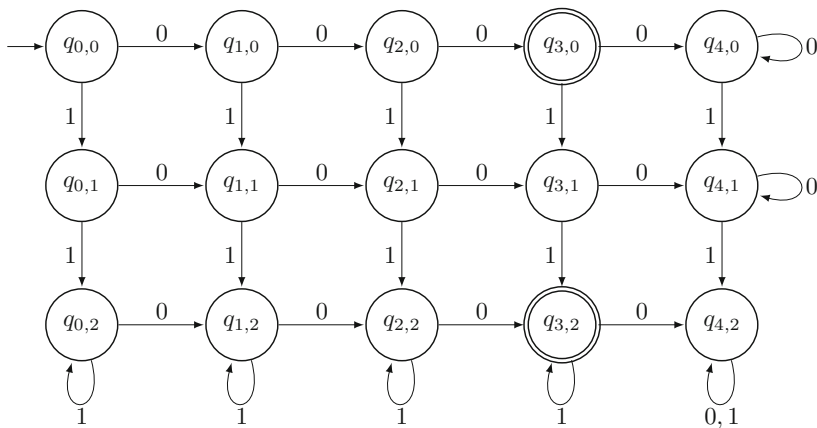 q0,0 0 q1,0 0 q2,0 0 q3,0 0 q4,0 0
1 1 1 1 1
q0,1 0 q1,1 0 q2,1 0 q3,1 0 q4,1 0
1 1 1 1 1
q0,2 0 q1,2 0 q2,2 0 q3,2 0 q4,2
1 1 1 1 0, 1